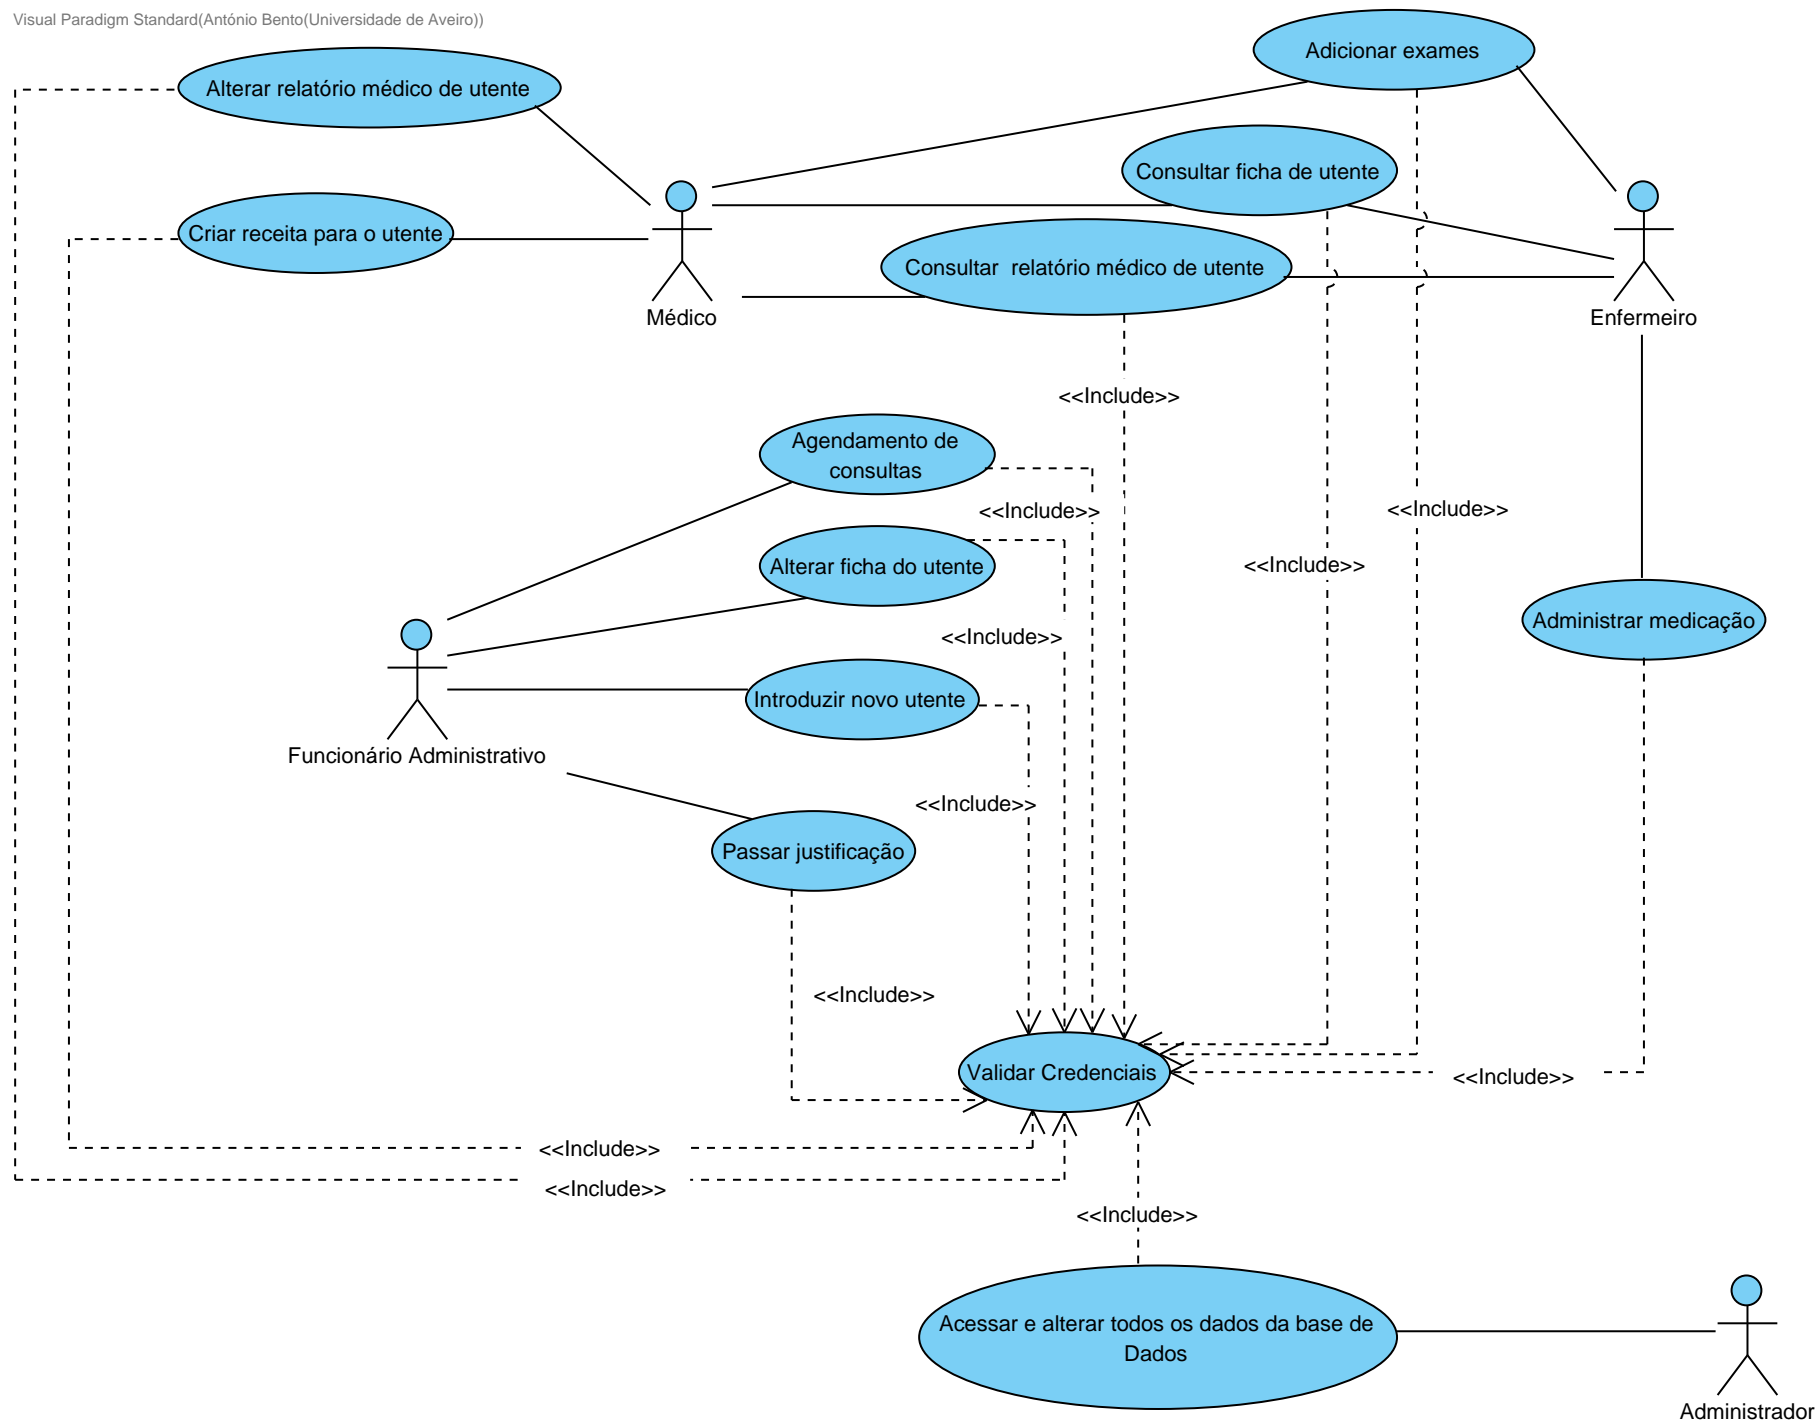 Visual Paradigm Standard(António Bento(Universidade de Aveiro))
Adicionar exames
Alterar relatório médico de utente
Consultar ficha de utente
Criar receita para o utente
Consultar  relatório médico de utente
Médico
Enfermeiro
<<Include>>
Agendamento de
consultas
<<Include>>
<<Include>>
Alterar ficha do utente
<<Include>>
Administrar medicação
<<Include>>
Introduzir novo utente
Funcionário Administrativo
<<Include>>
Passar justificação
<<Include>>
Validar Credenciais
<<Include>>
<<Include>>
<<Include>>
<<Include>>
Acessar e alterar todos os dados da base de
Dados
Administrador